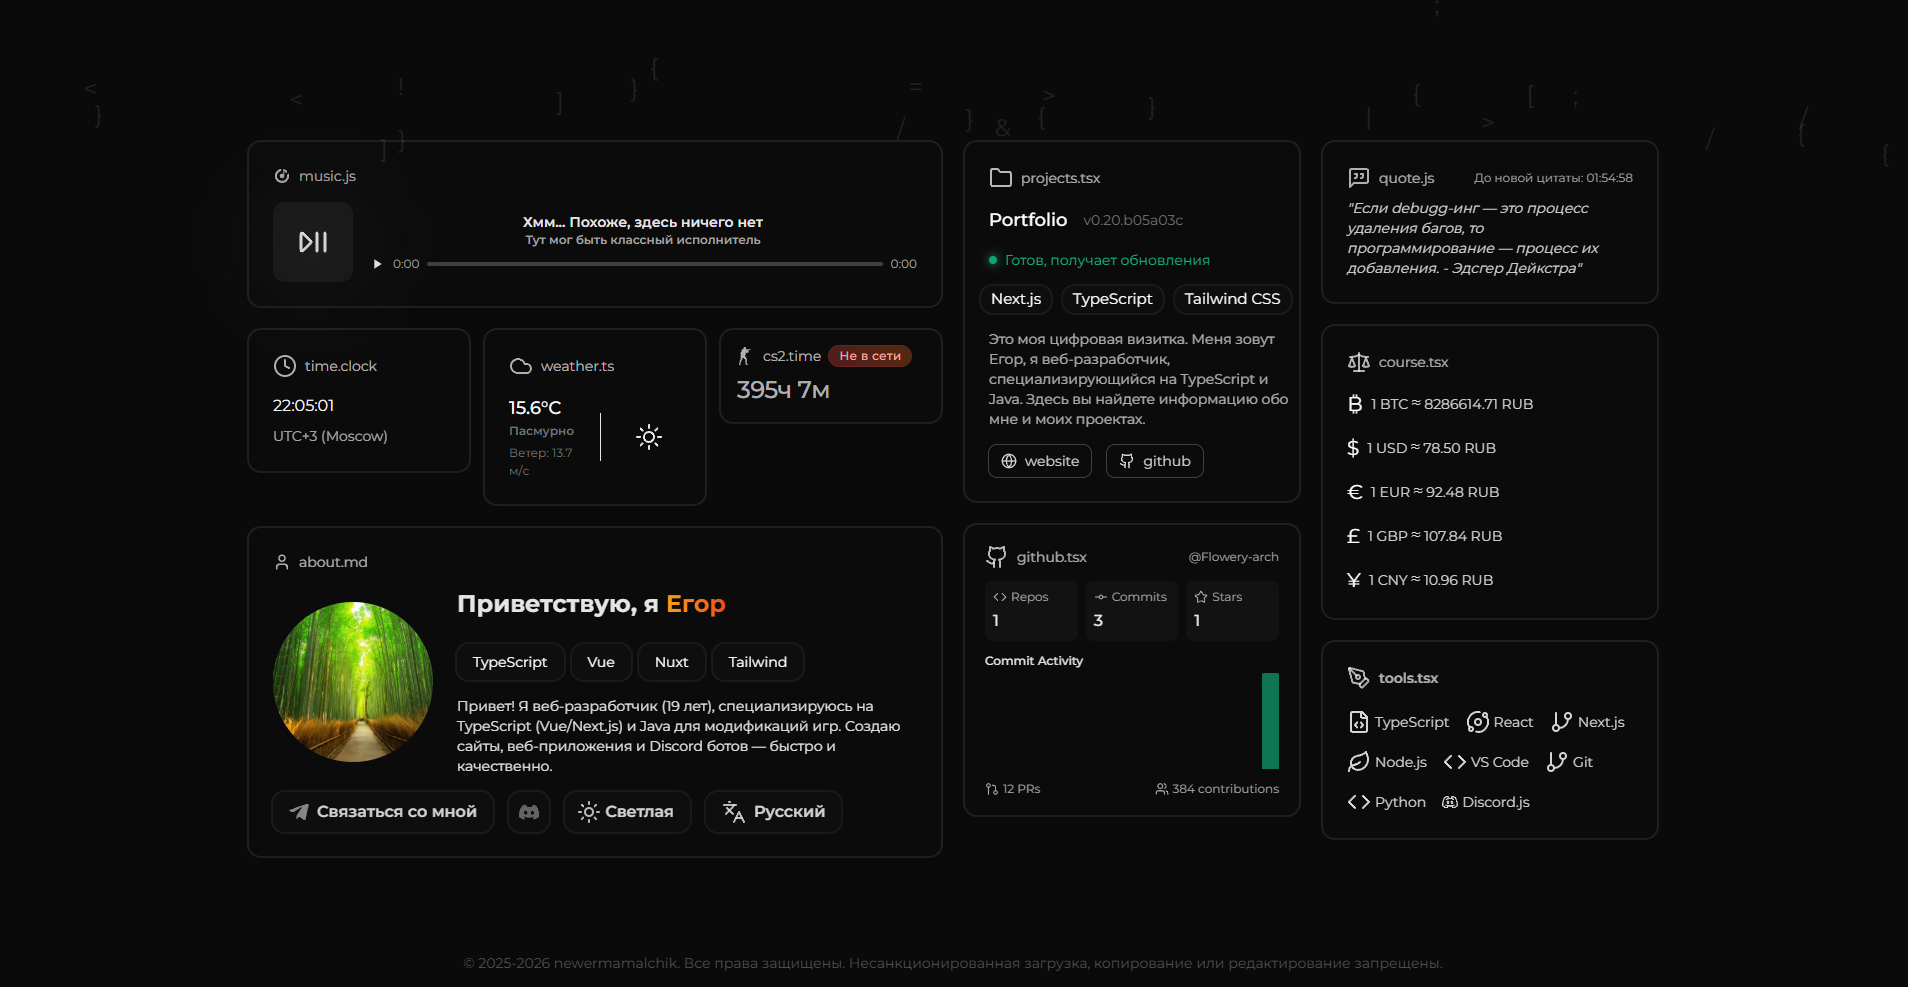 music.js
Хмм... Похоже, здесь ничего нет
Тут мог быть классный исполнитель
0:00
0:00
time.clock
22:05:01
UTC+3 (Moscow)
weather.ts
15.6°C
Пасмурно
Ветер: 13.7
м/с
cs2.time
Не в сети
395ч 7м
about.md
Приветствую, я Егор
TypeScript
Vue
Nuxt
Tailwind
Привет! Я веб-разработчик (19 лет), специализируюсь на
TypeScript (Vue/Next.js) и Java для модификаций игр. Создаю
сайты, веб-приложения и Discord ботов — быстро и
качественно.
Связаться со мной
Светлая
Русский
projects.tsx
Portfolio v0.20.b05a03c
Готов, получает обновления
Next.js
TypeScript
Tailwind CSS
Это моя цифровая визитка. Меня зовут
Егор, я веб-разработчик,
специализирующийся на TypeScript и
Java. Здесь вы найдете информацию обо
мне и моих проектах.
website
github
github.tsx
@Flowery-arch
Repos
1
Commits
3
Stars
1
Commit Activity
12 PRs
384 contributions
quote.js
До новой цитаты: 01:54:58
"Если debugg-инг — это процесс
удаления багов, то
программирование — процесс их
добавления. - Эдсгер Дейкстра"
course.tsx
1 BTC ≈ 8286614.71 RUB
1 USD ≈ 78.50 RUB
1 EUR ≈ 92.48 RUB
1 GBP ≈ 107.84 RUB
1 CNY ≈ 10.96 RUB
tools.tsx
TypeScript
React
Next.js
Node.js
VS Code
Git
Python
Discord.js
© 2025-2026 newermamalchik. Все права защищены. Несанкционированная загрузка, копирование или редактирование запрещены.